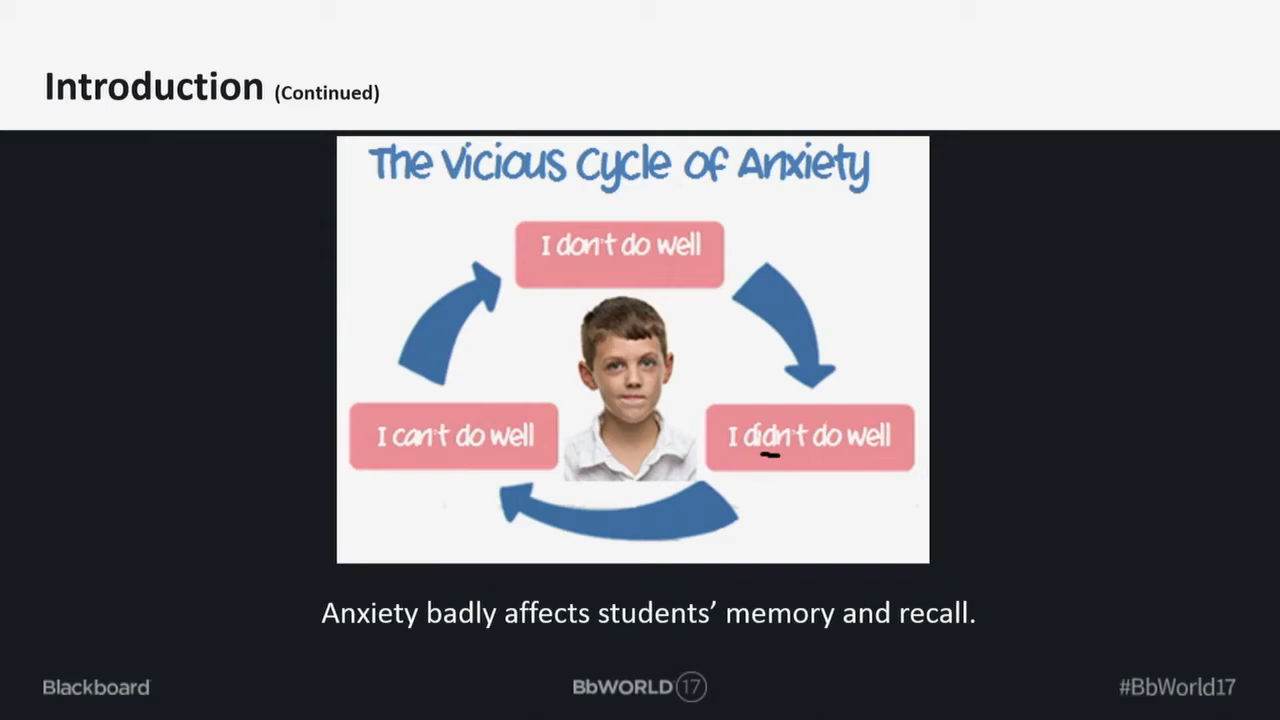 Introduction (Continued)
The Vicious Cycle of Anxiety
I don't do well
I can't do well
I didn't do well
Anxiety badly affects students’ memory and recall.
Blackboard
BbWORLD 17
#BbWorld17